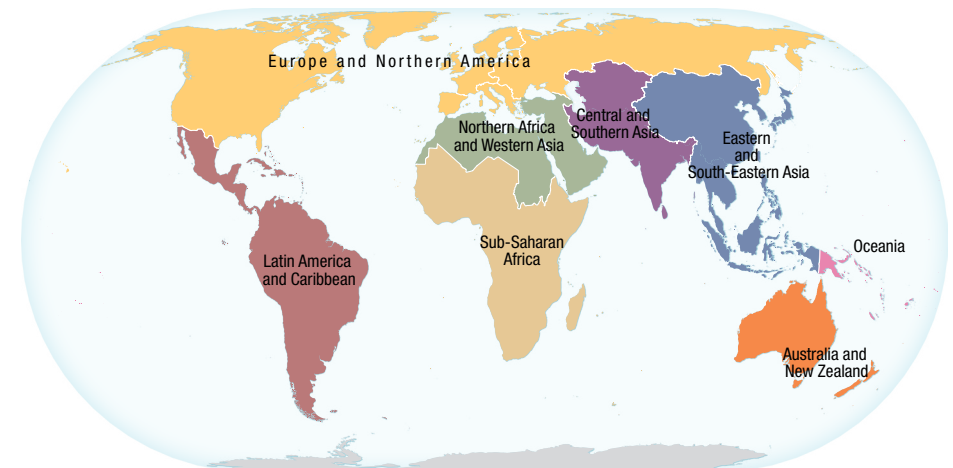 Europe and Northern America
Northern Africa
and Western Asia
Central and
Southern Asia
Eastern
and
South-Eastern Asia
Sub-Saharan
Africa
Oceania
Latin America
and Caribbean
Australia and
New Zealand